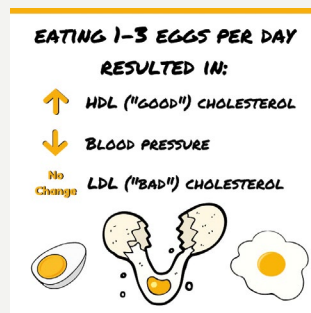 EATING 1-3 EGGS PER DAY
RESULTED IN:
HDL ("GOOD") CHOLESTEROL
BLOOD PRESSURE
No
Change
LDL ("BAD") CHOLESTEROL